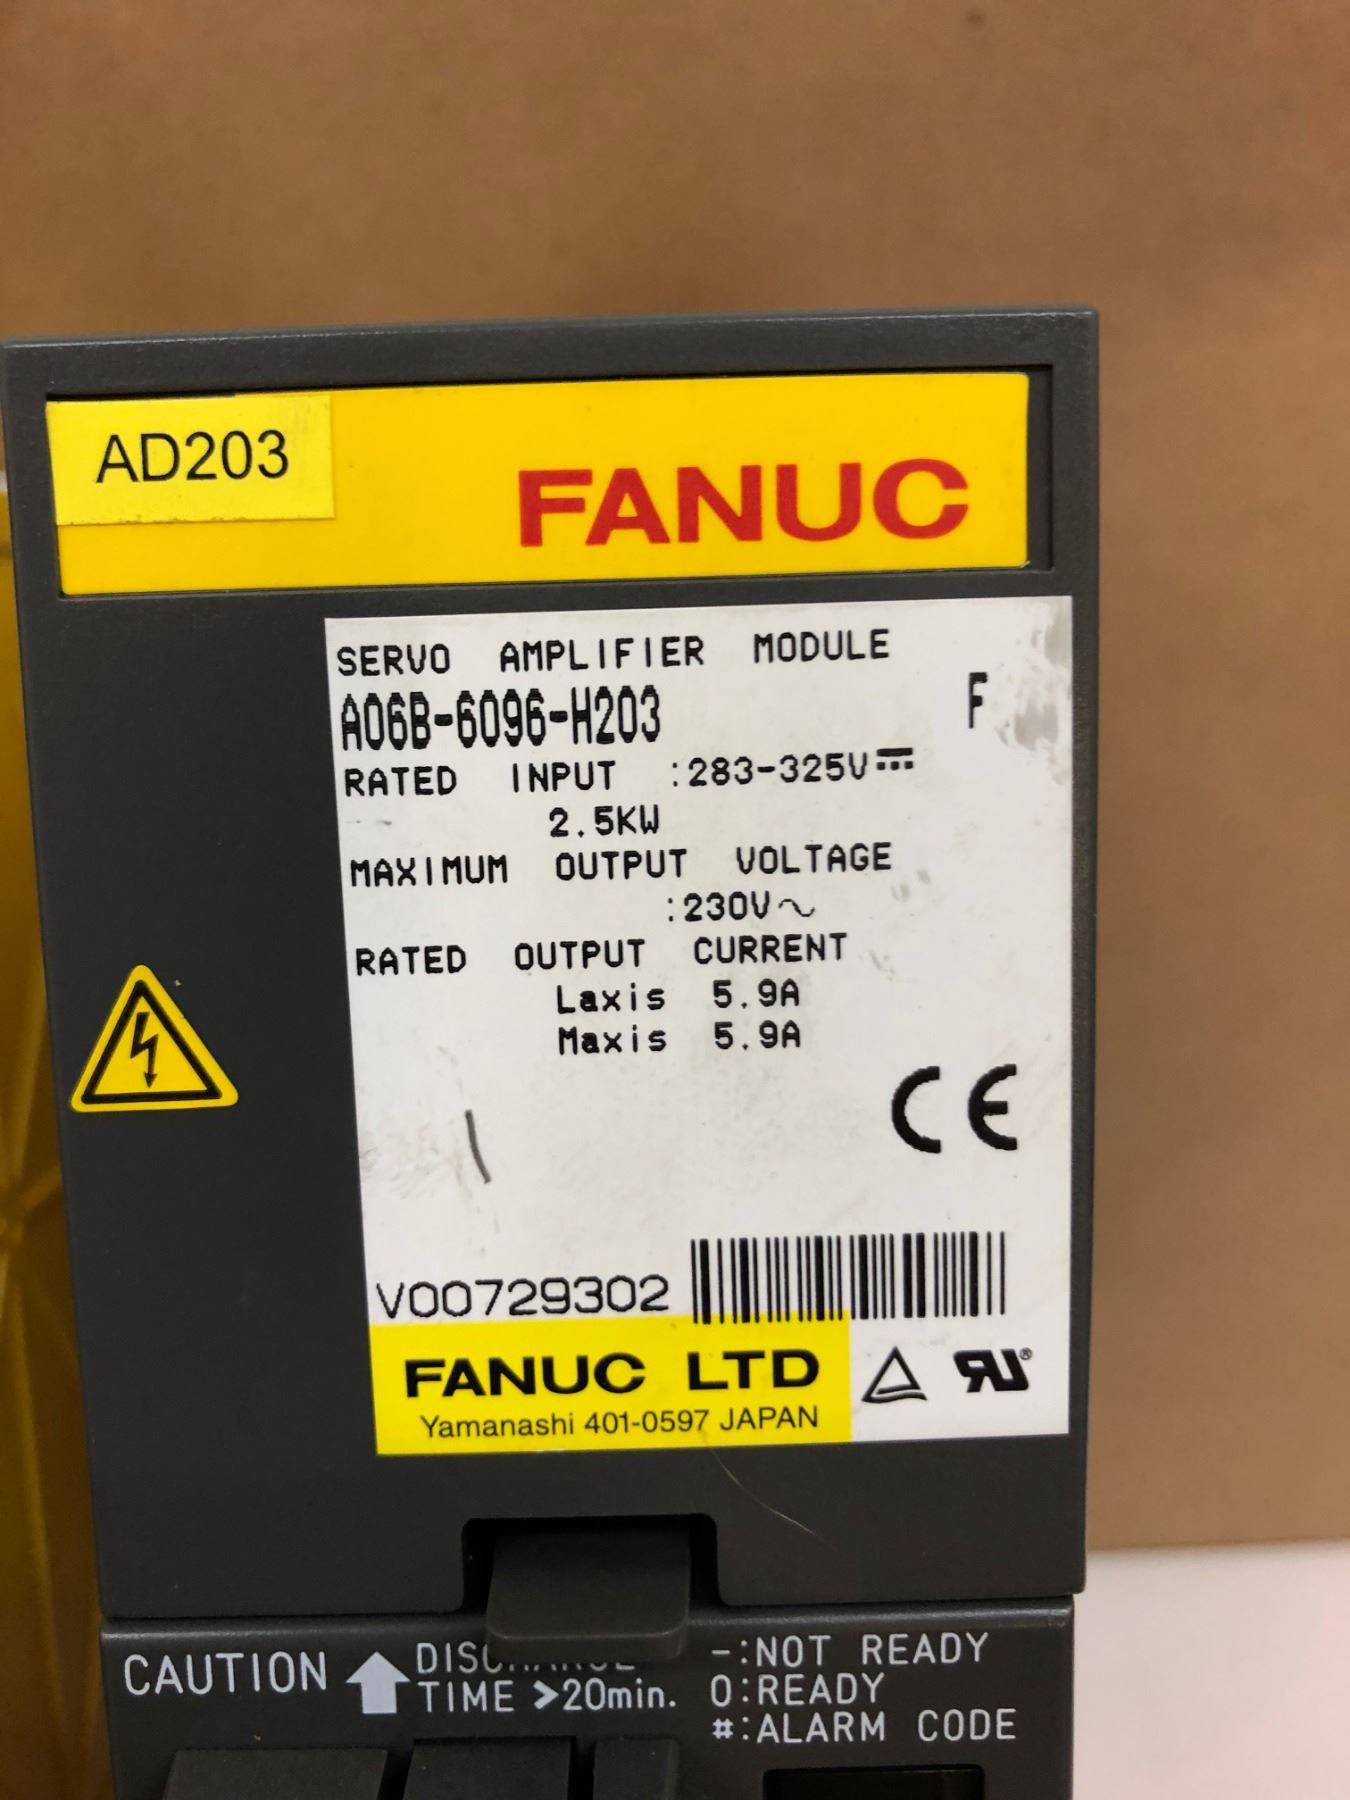 AD203
FANUC
SERVO AMPLIFIER MODULE
A06B-6096-H203 F
RATED INPUT :283-325V⎓
2.5KW
MAXIMUM OUTPUT VOLTAGE
:230V~
RATED OUTPUT CURRENT
Laxis 5.9A
Maxis 5.9A
CE
V00729302
FANUC LTD
Yamanashi 401-0597 JAPAN
CAUTION
TIME >20min.
-:NOT READY
0:READY
#:ALARM CODE